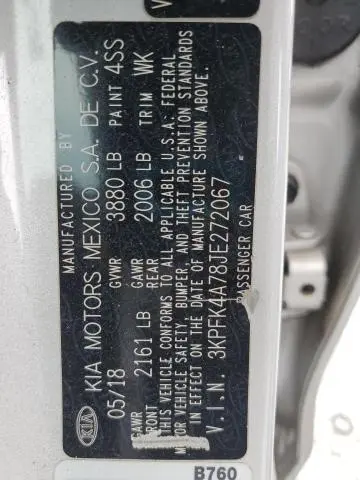 KIA
MANUFACTURED BY
KIA MOTORS MEXICO S.A. DE C.V.
05/18 GVWR 3880 LB PAINT 4SS
GAWR FRONT 2161 LB GAWR REAR 2006 LB TRIM WK
THIS VEHICLE CONFORMS TO ALL APPLICABLE U.S.A. FEDERAL
MOTOR VEHICLE SAFETY, BUMPER, AND THEFT PREVENTION STANDARDS
IN EFFECT ON THE DATE OF MANUFACTURE SHOWN ABOVE.
V.I.N. 3KPFK4A78JE272067
PASSENGER CAR
B760
V